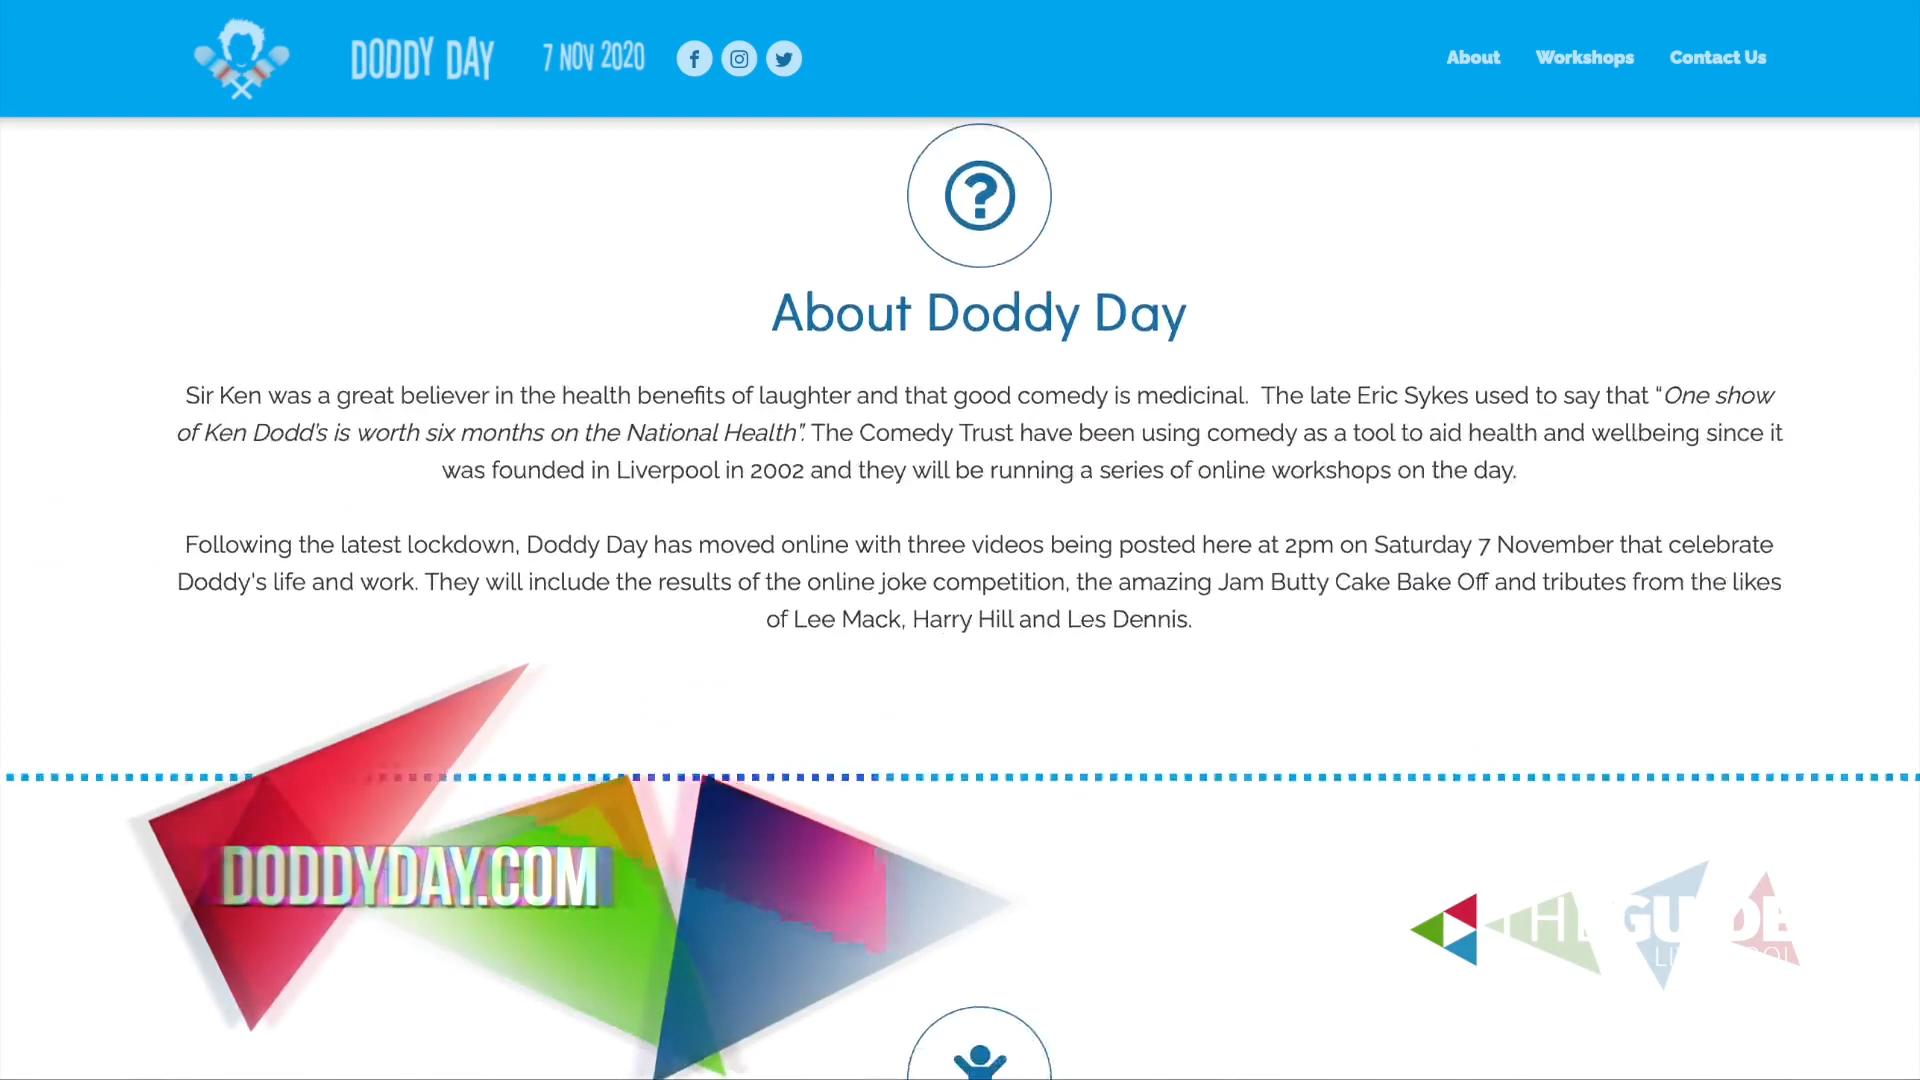 DODDY DAY
7 NOV 2020
About
Workshops
Contact Us
About Doddy Day
Sir Ken was a great believer in the health benefits of laughter and that good comedy is medicinal. The late Eric Sykes used to say that “One show
of Ken Dodd's is worth six months on the National Health”. The Comedy Trust have been using comedy as a tool to aid health and wellbeing since it
was founded in Liverpool in 2002 and they will be running a series of online workshops on the day.
Following the latest lockdown, Doddy Day has moved online with three videos being posted here at 2pm on Saturday 7 November that celebrate
Doddy's life and work. They will include the results of the online joke competition, the amazing Jam Butty Cake Bake Off and tributes from the likes
of Lee Mack, Harry Hill and Les Dennis.
DODDYDAY.COM
THE GUIDE